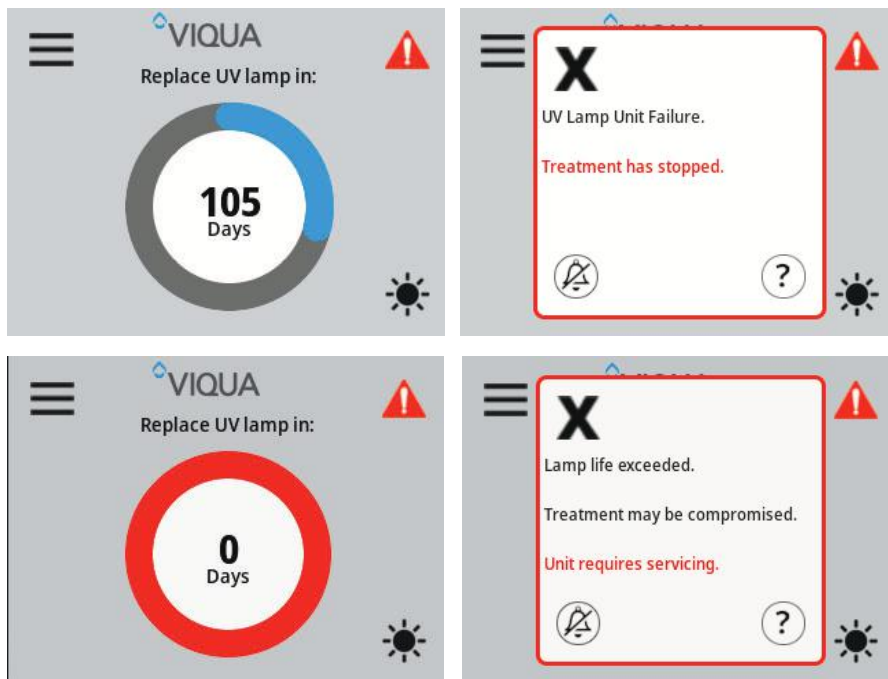 VIQUA
Replace UV lamp in:
105
Days
X
UV Lamp Unit Failure.
Treatment has stopped.
?
VIQUA
Replace UV lamp in:
0
Days
X
Lamp life exceeded.
Treatment may be compromised.
Unit requires servicing.
?